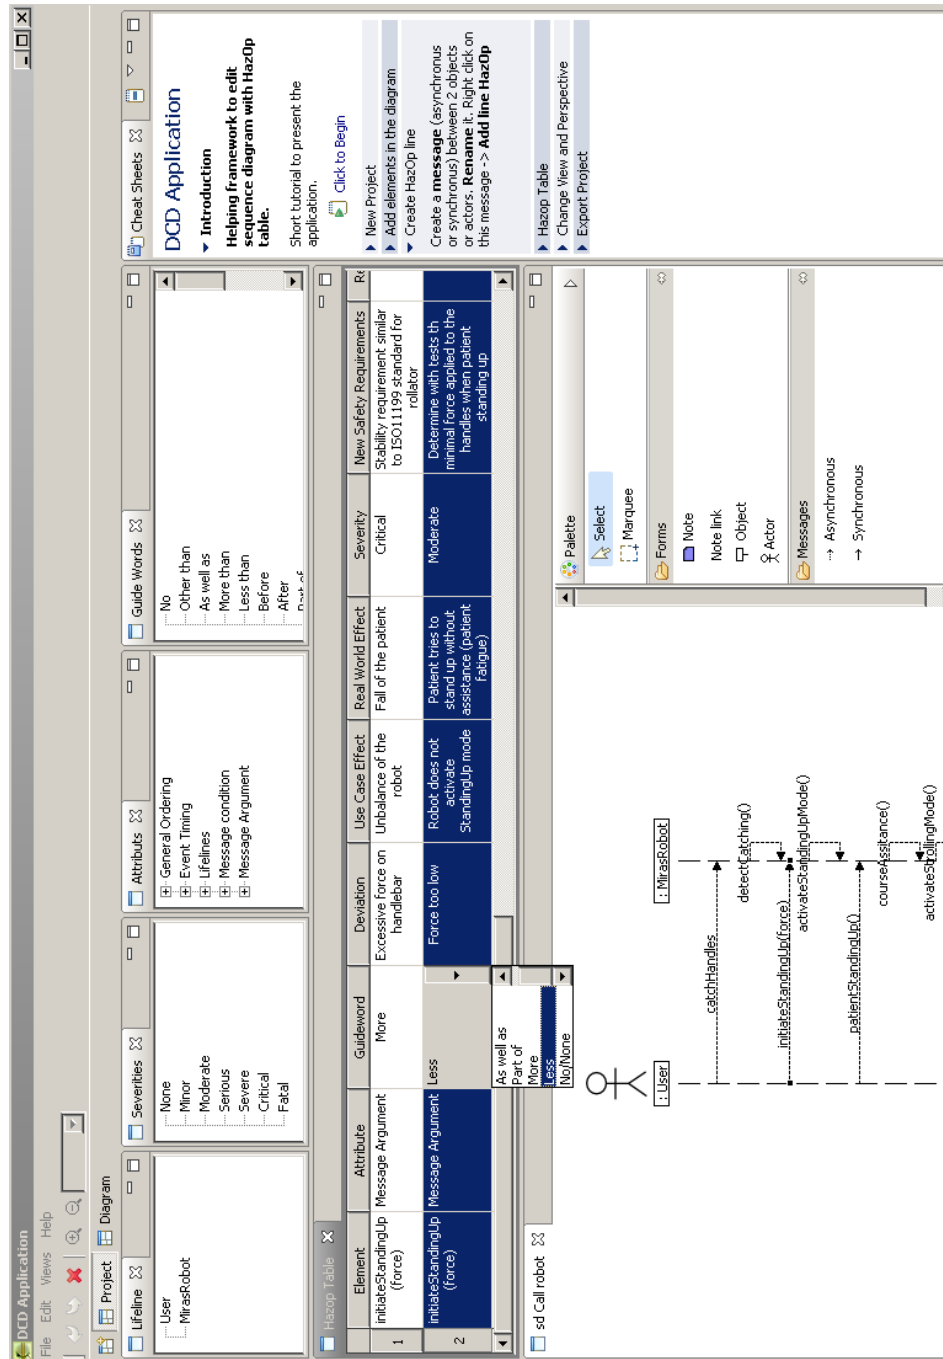 DCD Application
File Edit Views Help
Project Diagram
Lifeline
User
MirasRobot
Severities
None
Minor
Moderate
Serious
Severe
Critical
Fatal
Attributs
General Ordering
Event Timing
Lifelines
Message condition
Message Argument
Guide Words
No
Other than
As well as
More than
Less than
Before
After
Part of
Cheat Sheets
DCD Application
Introduction
Helping framework to edit
sequence diagram with HazOp
table.
Short tutorial to present the
application.
Click to Begin
New Project
Add elements in the diagram
Create HazOp line
Create a message (asynchronus
or synchronus) between 2 objects
or actors. Rename it. Right click on
this message -> Add line HazOp
Hazop Table
Change View and Perspective
Export Project
Hazop Table
Element Attribute Guideword Deviation Use Case Effect Real World Effect Severity New Safety Requirements Re
1 initiateStandingUp (force) Message Argument More Excessive force on handlebar Unbalance of the robot Fall of the patient Critical Stability requirement similar to ISO11199 standard for rollator
2 initiateStandingUp (force) Message Argument Less Force too low Robot does not activate StandingUp mode Patient tries to stand up without assistance (patient fatigue) Moderate Determine with tests th minimal force applied to the handles when patient standing up
As well as
Part of
More
Less
No/None
sd Call robot
: User
: MirasRobot
catchHandles
detectCatching()
initiateStandingUp(force)
activateStandingUpMode()
patientStandingUp()
courseAssitance()
activateStrollingMode()
Palette
Select
Marquee
Forms
Note
Note link
Object
Actor
Messages
Asynchronous
Synchronous